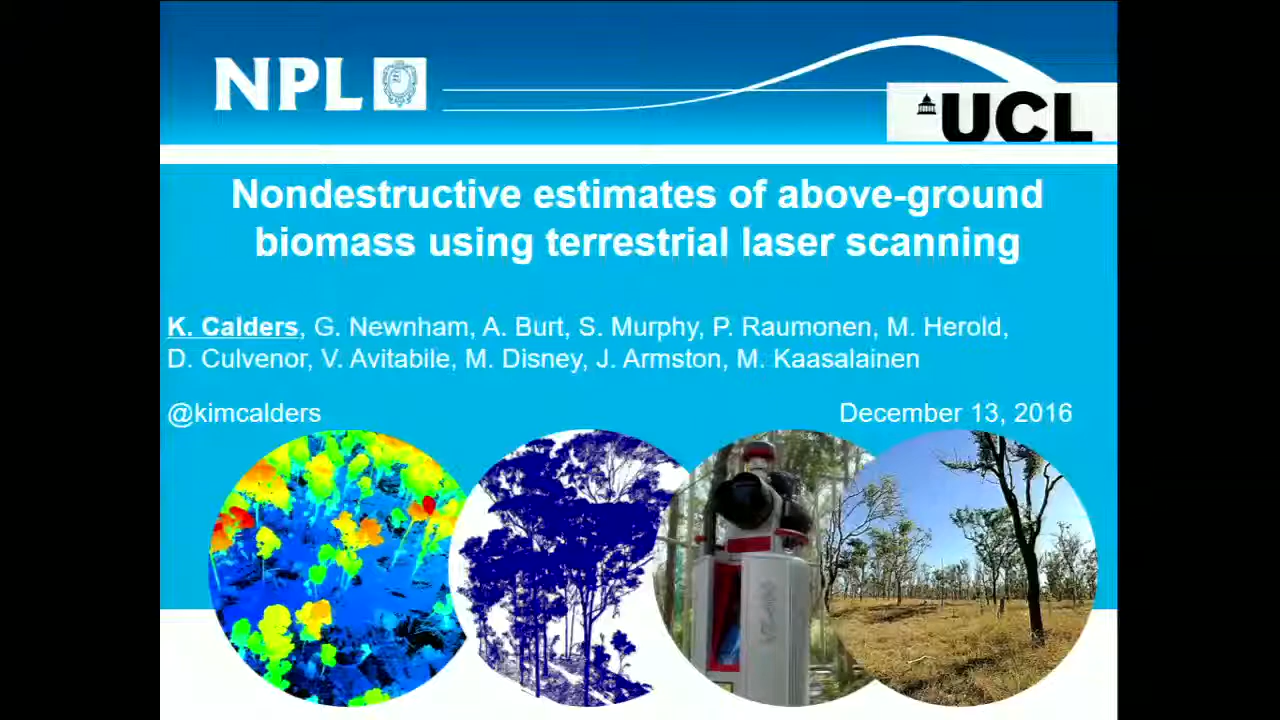 NPL
UCL
Nondestructive estimates of above-ground
biomass using terrestrial laser scanning
K. Calders, G. Newnham, A. Burt, S. Murphy, P. Raumonen, M. Herold,
D. Culvenor, V. Avitabile, M. Disney, J. Armston, M. Kaasalainen
@kimcalders
December 13, 2016